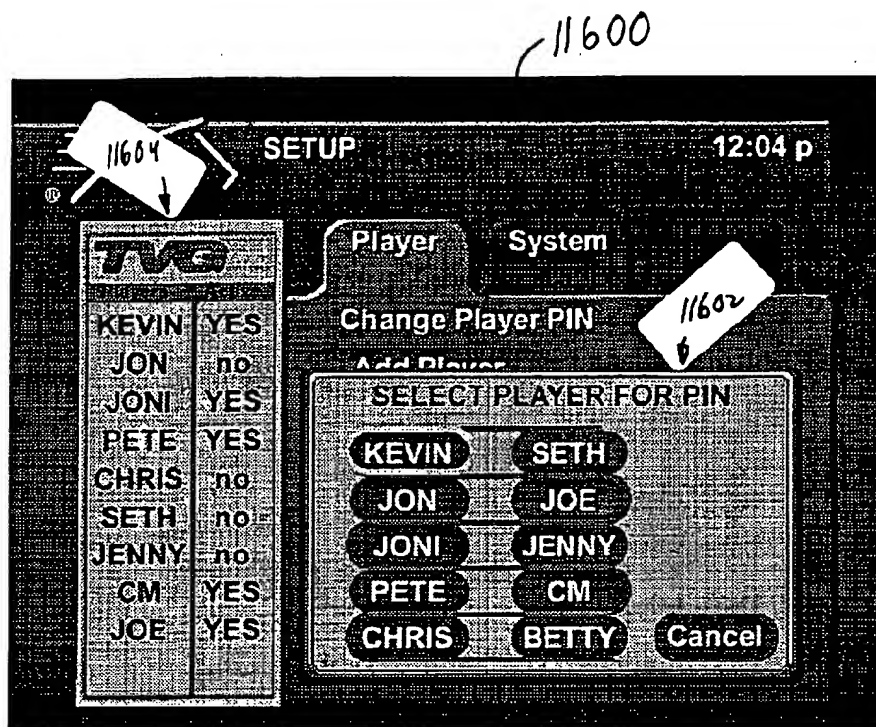 11600
11604
SETUP
12:04 p
®
TVG
Player System
KEVIN YES
JON no
JONI YES
PETE YES
CHRIS no
SETH no
JENNY no
CM YES
JOE YES
Change Player PIN
11602
Add Player
SELECT PLAYER FOR PIN
KEVIN SETH
JON JOE
JONI JENNY
PETE CM
CHRIS BETTY Cancel